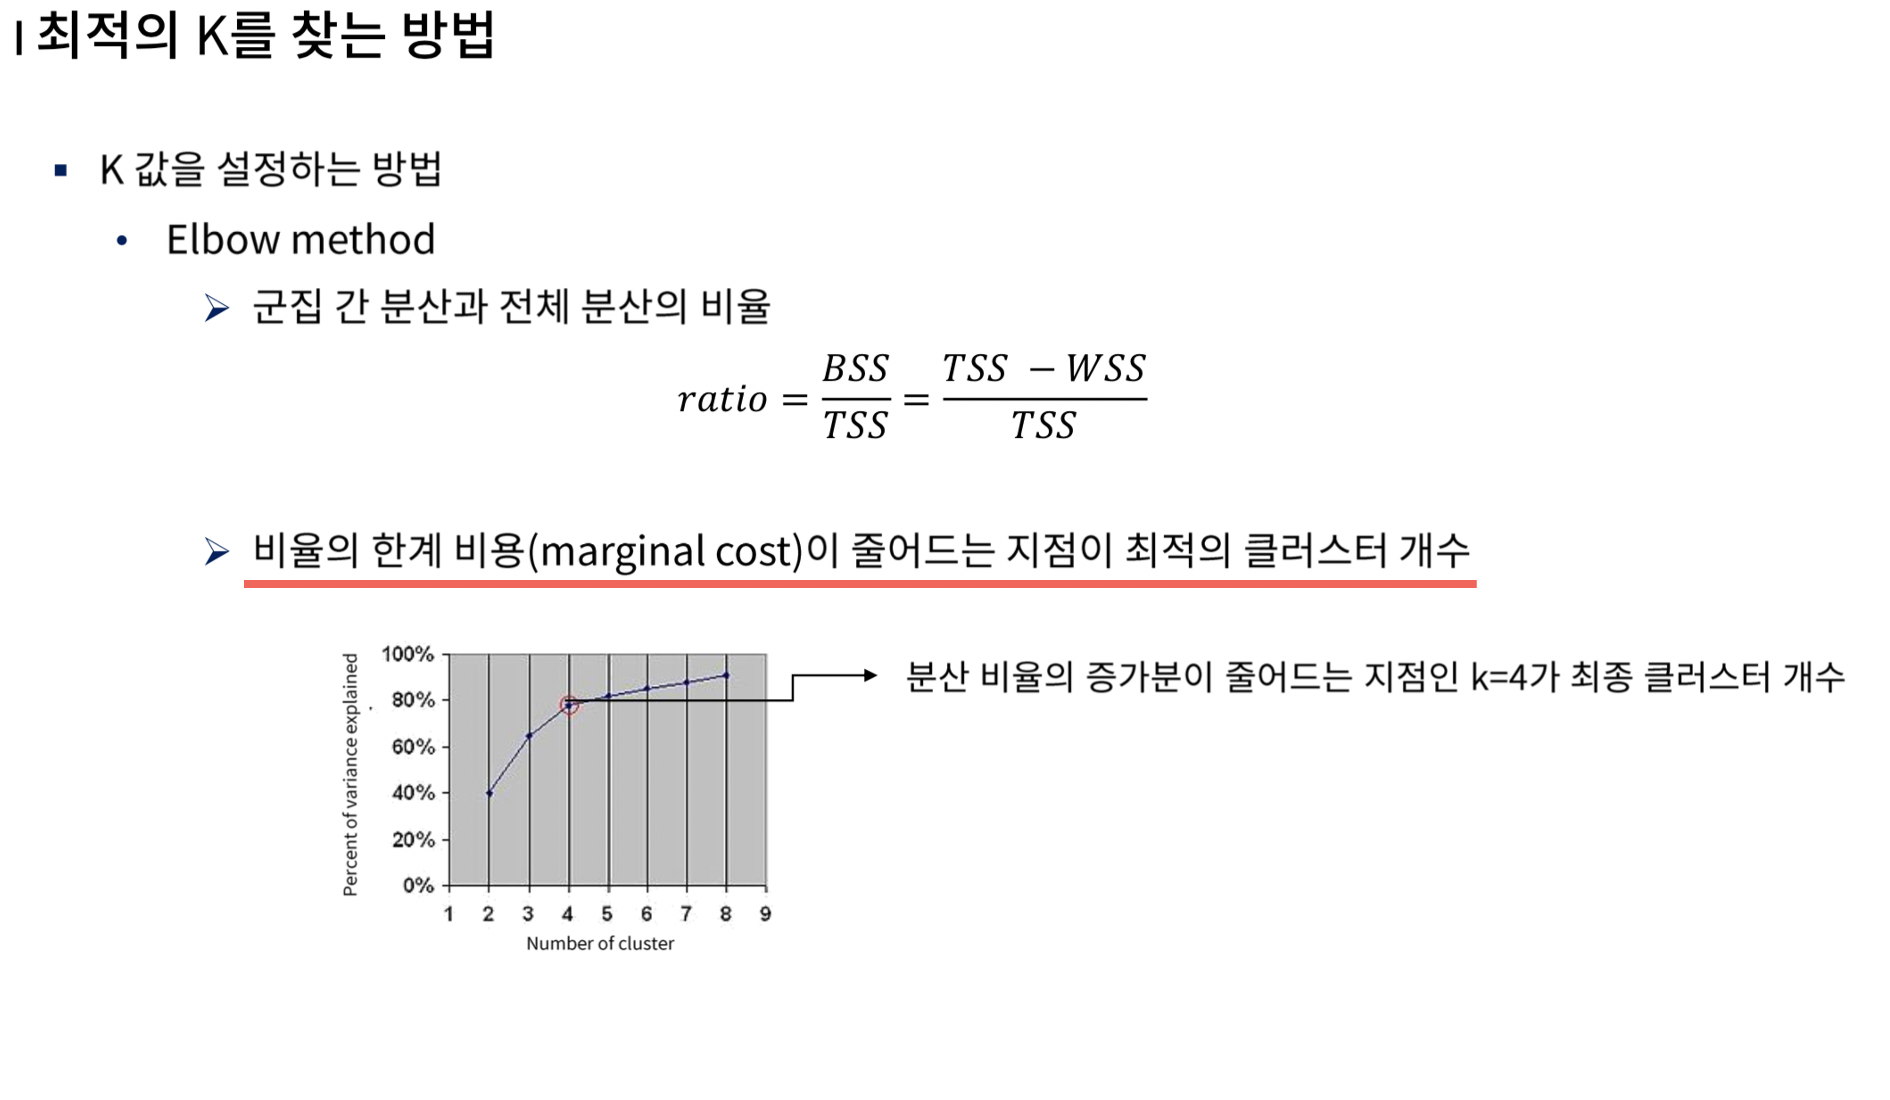 I 최적의 K를 찾는 방법
▪ K 값을 설정하는 방법
• Elbow method
➢ 군집 간 분산과 전체 분산의 비율
ratio = BSS / TSS = TSS − WSS / TSS
➢ 비율의 한계 비용(marginal cost)이 줄어드는 지점이 최적의 클러스터 개수
Percent of variance explained
100%
80%
60%
40%
20%
0%
1 2 3 4 5 6 7 8 9
Number of cluster
분산 비율의 증가분이 줄어드는 지점인 k=4가 최종 클러스터 개수